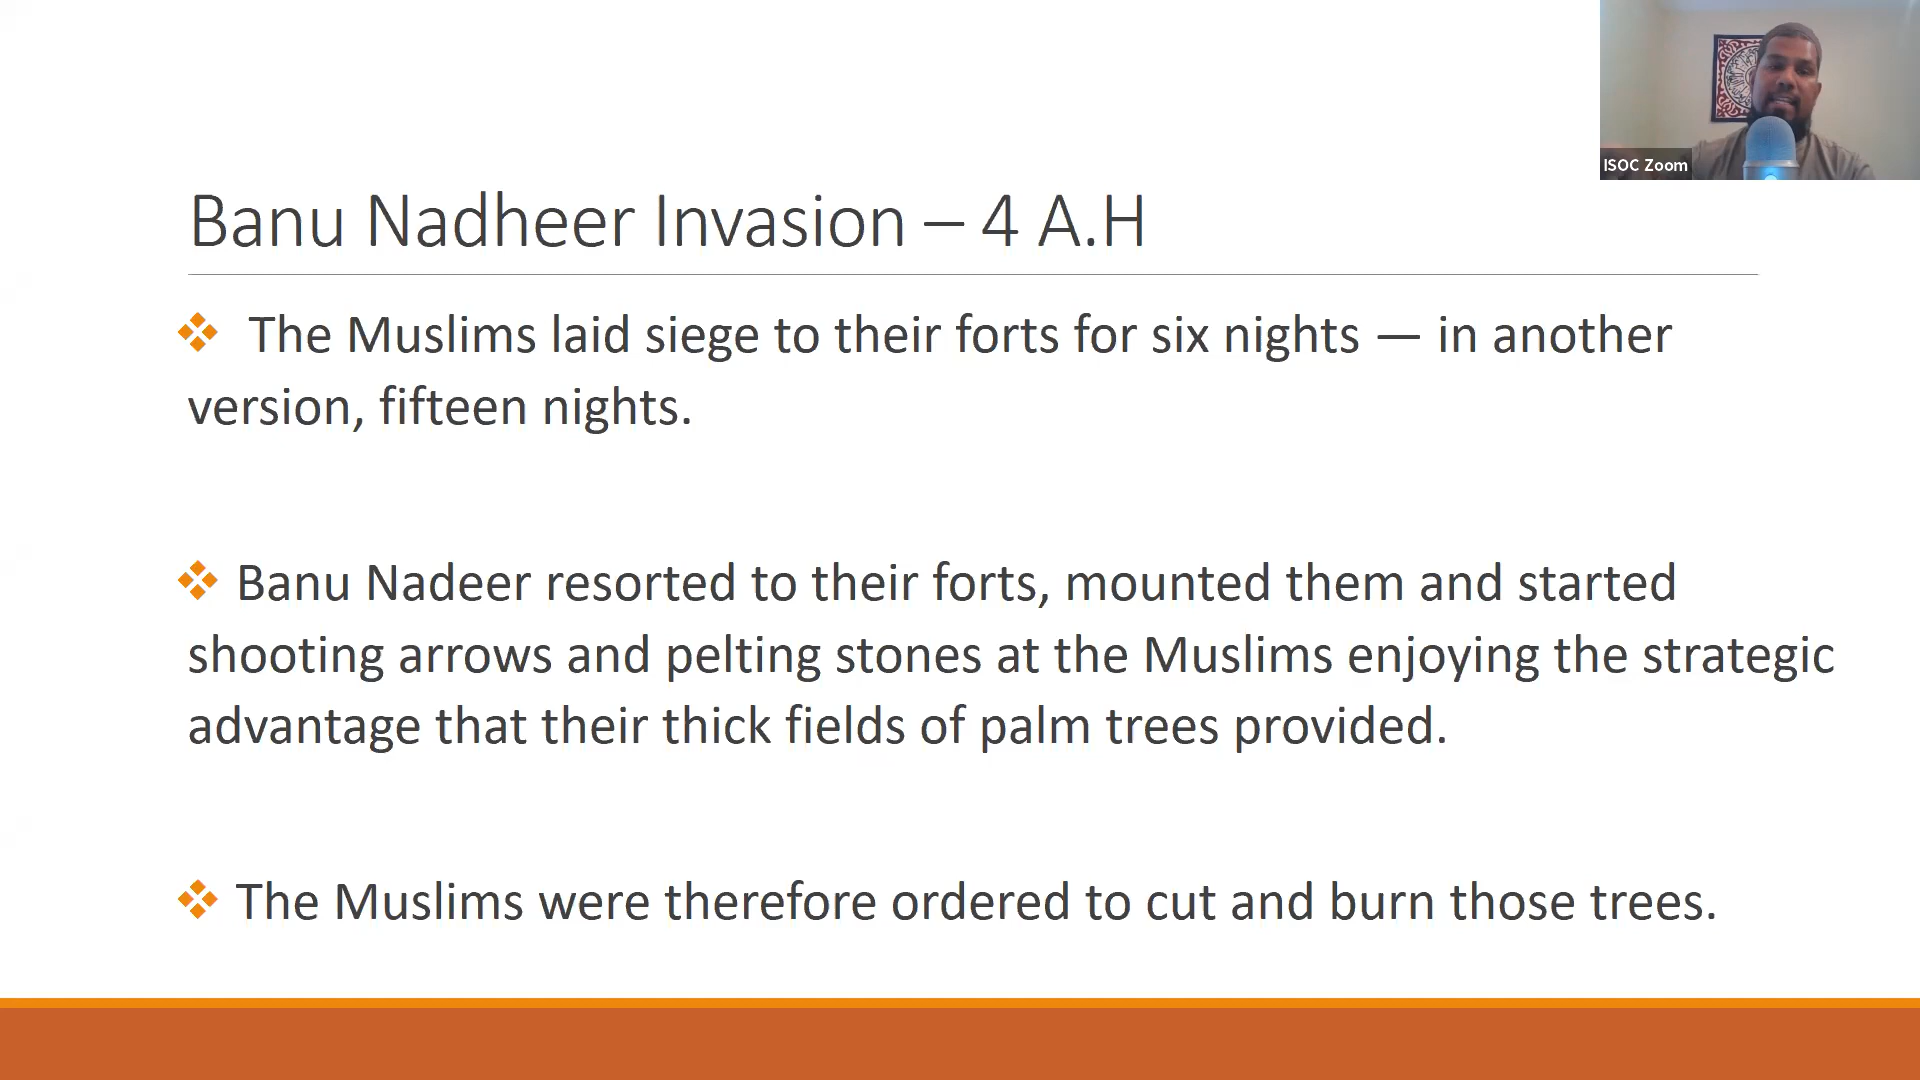 ISOC Zoom
Banu Nadheer Invasion – 4 A.H
The Muslims laid siege to their forts for six nights — in another
version, fifteen nights.
Banu Nadeer resorted to their forts, mounted them and started
shooting arrows and pelting stones at the Muslims enjoying the strategic
advantage that their thick fields of palm trees provided.
The Muslims were therefore ordered to cut and burn those trees.